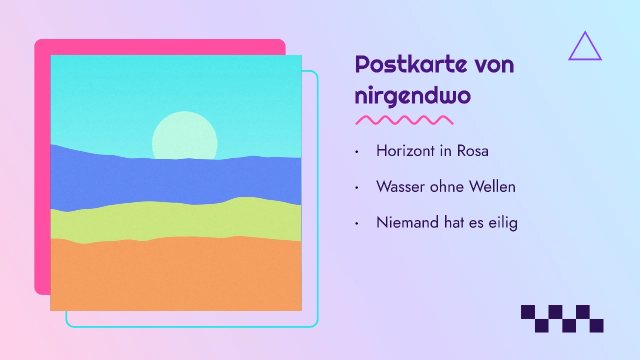 Postkarte von
nirgendwo
· Horizont in Rosa
· Wasser ohne Wellen
· Niemand hat es eilig